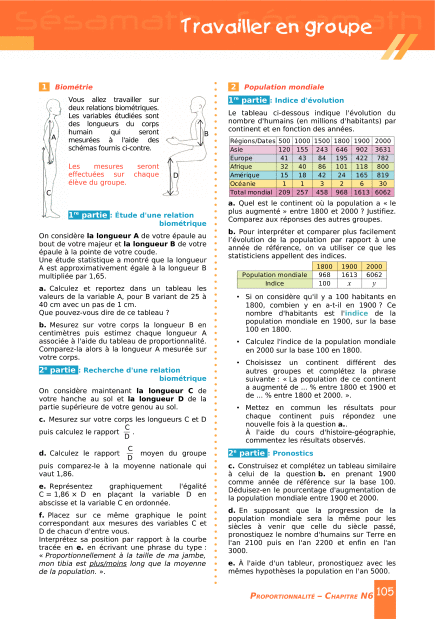 Sésamath
Sésamath
Travailler en groupe
1 Biométrie
Vous allez travailler sur
deux relations biométriques.
Les variables étudiées sont
des longueurs du corps
humain qui seront
mesurées à l'aide des
schémas fournis ci-contre.
Les mesures seront
effectuées sur chaque
élève du groupe.
A
B
C
D
1re partie : Étude d'une relation
biométrique
On considère la longueur A de votre épaule au
bout de votre majeur et la longueur B de votre
épaule à la pointe de votre coude.
Une étude statistique a montré que la longueur
A est approximativement égale à la longueur B
multipliée par 1,65.
a. Calculez et reportez dans un tableau les
valeurs de la variable A, pour B variant de 25 à
40 cm avec un pas de 1 cm.
Que pouvez-vous dire de ce tableau ?
b. Mesurez sur votre corps la longueur B en
centimètres puis estimez chaque longueur A
associée à l'aide du tableau de proportionnalité.
Comparez-la alors à la longueur A mesurée sur
votre corps.
2e partie : Recherche d'une relation
biométrique
On considère maintenant la longueur C de
votre hanche au sol et la longueur D de la
partie supérieure de votre genou au sol.
c. Mesurez sur votre corps les longueurs C et D
puis calculez le rapport C/D .
d. Calculez le rapport C/D moyen du groupe
puis comparez-le à la moyenne nationale qui
vaut 1,86.
e. Représentez graphiquement l'égalité
C = 1,86 × D en plaçant la variable D en
abscisse et la variable C en ordonnée.
f. Placez sur ce même graphique le point
correspondant aux mesures des variables C et
D de chacun d'entre vous.
Interprétez sa position par rapport à la courbe
tracée en e. en écrivant une phrase du type :
« Proportionnellement à la taille de ma jambe,
mon tibia est plus/moins long que la moyenne
de la population. ».
2 Population mondiale
1re partie : Indice d'évolution
Le tableau ci-dessous indique l'évolution du
nombre d'humains (en millions d'habitants) par
continent et en fonction des années.
Régions/Dates 500 1000 1500 1800 1900 2000
Asie 120 155 243 646 902 3631
Europe 41 43 84 195 422 782
Afrique 32 40 86 101 118 800
Amérique 15 18 42 24 165 819
Océanie 1 1 3 2 6 30
Total mondial 209 257 458 968 1613 6062
a. Quel est le continent où la population a « le
plus augmenté » entre 1800 et 2000 ? Justifiez.
Comparez aux réponses des autres groupes.
b. Pour interpréter et comparer plus facilement
l'évolution de la population par rapport à une
année de référence, on va utiliser ce que les
statisticiens appellent des indices.
1800 1900 2000
Population mondiale 968 1613 6062
Indice 100 x y
• Si on considère qu'il y a 100 habitants en
1800, combien y en a-t-il en 1900 ? Ce
nombre d'habitants est l'indice de la
population mondiale en 1900, sur la base
100 en 1800.
• Calculez l'indice de la population mondiale
en 2000 sur la base 100 en 1800.
• Choisissez un continent différent des
autres groupes et complétez la phrase
suivante : « La population de ce continent
a augmenté de ... % entre 1800 et 1900 et
de ... % entre 1800 et 2000. ».
• Mettez en commun les résultats pour
chaque continent puis répondez une
nouvelle fois à la question a..
À l'aide du cours d'histoire-géographie,
commentez les résultats observés.
2e partie : Pronostics
c. Construisez et complétez un tableau similaire
à celui de la question b. en prenant 1900
comme année de référence sur la base 100.
Déduisez-en le pourcentage d'augmentation de
la population mondiale entre 1900 et 2000.
d. En supposant que la progression de la
population mondiale sera la même pour les
siècles à venir que celle du siècle passé,
pronostiquez le nombre d'humains sur Terre en
l'an 2100 puis en l'an 2200 et enfin en l'an
3000.
e. À l'aide d'un tableur, pronostiquez avec les
mêmes hypothèses la population en l'an 5000.
PROPORTIONNALITÉ – CHAPITRE N6 105